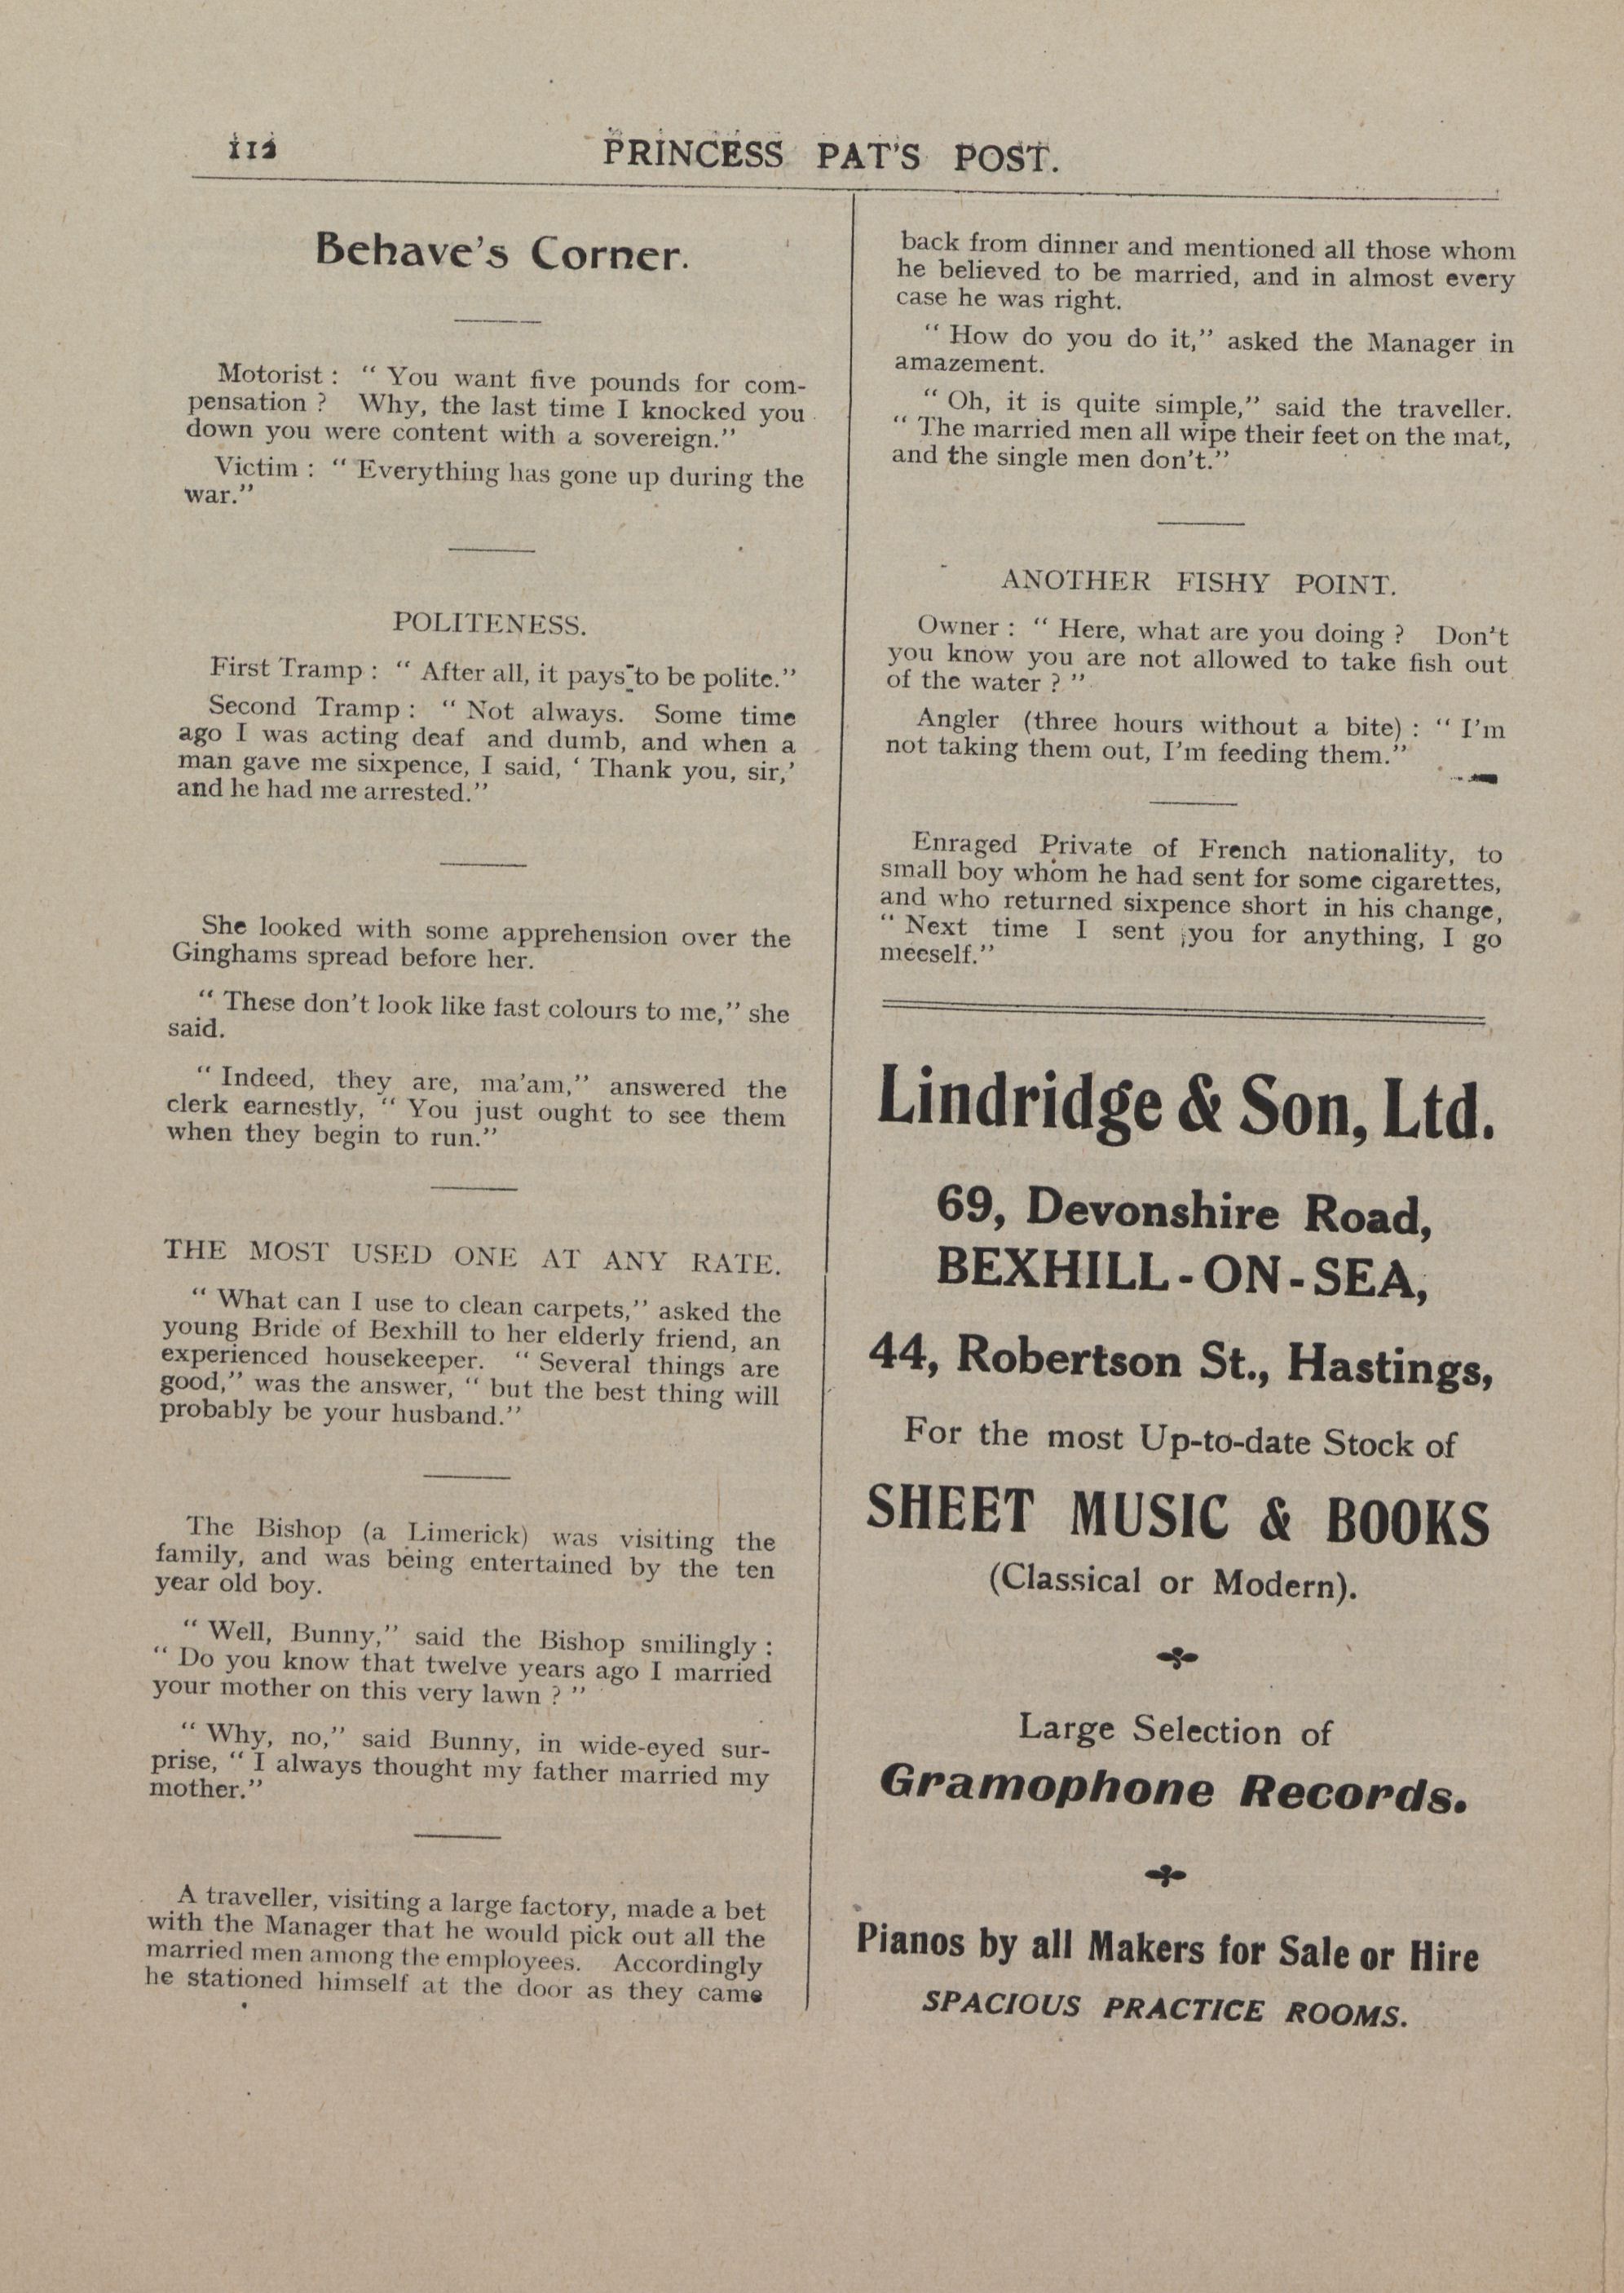 112
PRINCESS PAT'S POST.
Behave's Corner.
Motorist : " You want five pounds for com-
pensation ? Why, the last time I knocked you
down you were content with a sovereign."
Victim : " Everything has gone up during the
war."
POLITENESS.
First Tramp : " After all, it pays to be polite."
Second Tramp : " Not always. Some time
ago I was acting deaf and dumb, and when a
man gave me sixpence, I said, ' Thank you, sir,'
and he had me arrested."
She looked with some apprehension over the
Ginghams spread before her.
" These don't look like fast colours to me," she
said.
" Indeed, they are, ma'am," answered the
clerk earnestly, " You just ought to see them
when they begin to run."
THE MOST USED ONE AT ANY RATE.
" What can I use to clean carpets," asked the
young Bride of Bexhill to her elderly friend, an
experienced housekeeper. " Several things are
good," was the answer, " but the best thing will
probably be your husband."
The Bishop (a Limerick) was visiting the
family, and was being entertained by the ten
year old boy.
" Well, Bunny," said the Bishop smilingly :
" Do you know that twelve years ago I married
your mother on this very lawn ? "
" Why, no," said Bunny, in wide-eyed sur-
prise, " I always thought my father married my
mother."
A traveller, visiting a large factory, made a bet
with the Manager that he would pick out all the
married men among the employees. Accordingly
he stationed himself at the door as they came
back from dinner and mentioned all those whom
he believed to be married, and in almost every
case he was right.
" How do you do it," asked the Manager in
amazement.
" Oh, it is quite simple," said the traveller.
" The married men all wipe their feet on the mat,
and the single men don't."
ANOTHER FISHY POINT.
Owner : " Here, what are you doing ? Don't
you know you are not allowed to take fish out
of the water ? "
Angler (three hours without a bite) : " I'm
not taking them out, I'm feeding them."
Enraged Private of French nationality, to
small boy whom he had sent for some cigarettes,
and who returned sixpence short in his change,
" Next time I sent you for anything, I go
meeself."
Lindridge & Son, Ltd.
69, Devonshire Road,
BEXHILL-ON-SEA,
44, Robertson St., Hastings,
For the most Up-to-date Stock of
SHEET MUSIC & BOOKS
(Classical or Modern).
Large Selection of
Gramophone Records.
Pianos by all Makers for Sale or Hire
SPACIOUS PRACTICE ROOMS.